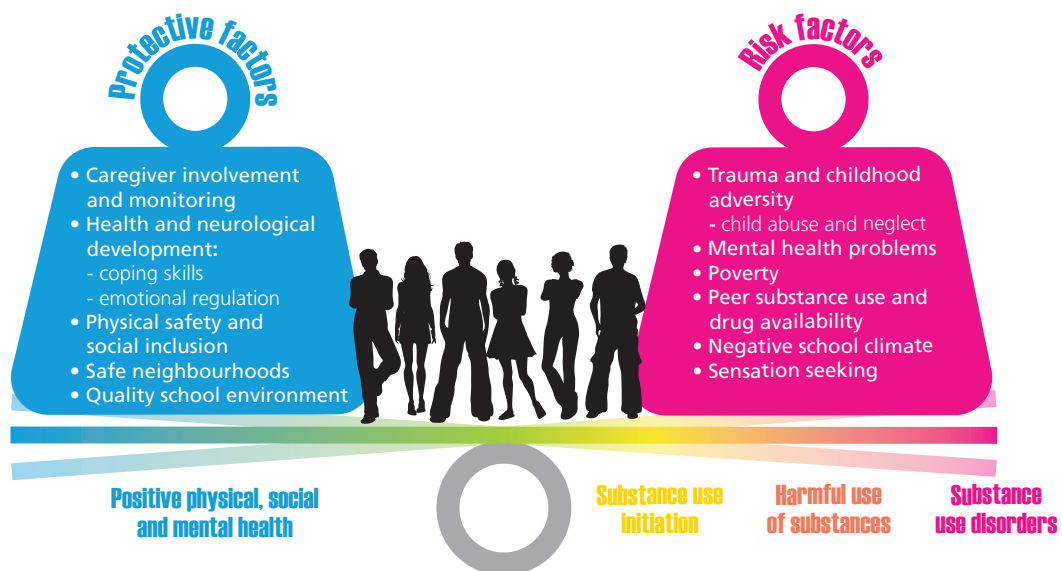 Protective factors
• Caregiver involvement
and monitoring
• Health and neurological
development:
- coping skills
- emotional regulation
• Physical safety and
social inclusion
• Safe neighbourhoods
• Quality school environment
Risk factors
• Trauma and childhood
adversity
- child abuse and neglect
• Mental health problems
• Poverty
• Peer substance use and
drug availability
• Negative school climate
• Sensation seeking
Positive physical, social
and mental health
Substance use
initiation
Harmful use
of substances
Substance
use disorders